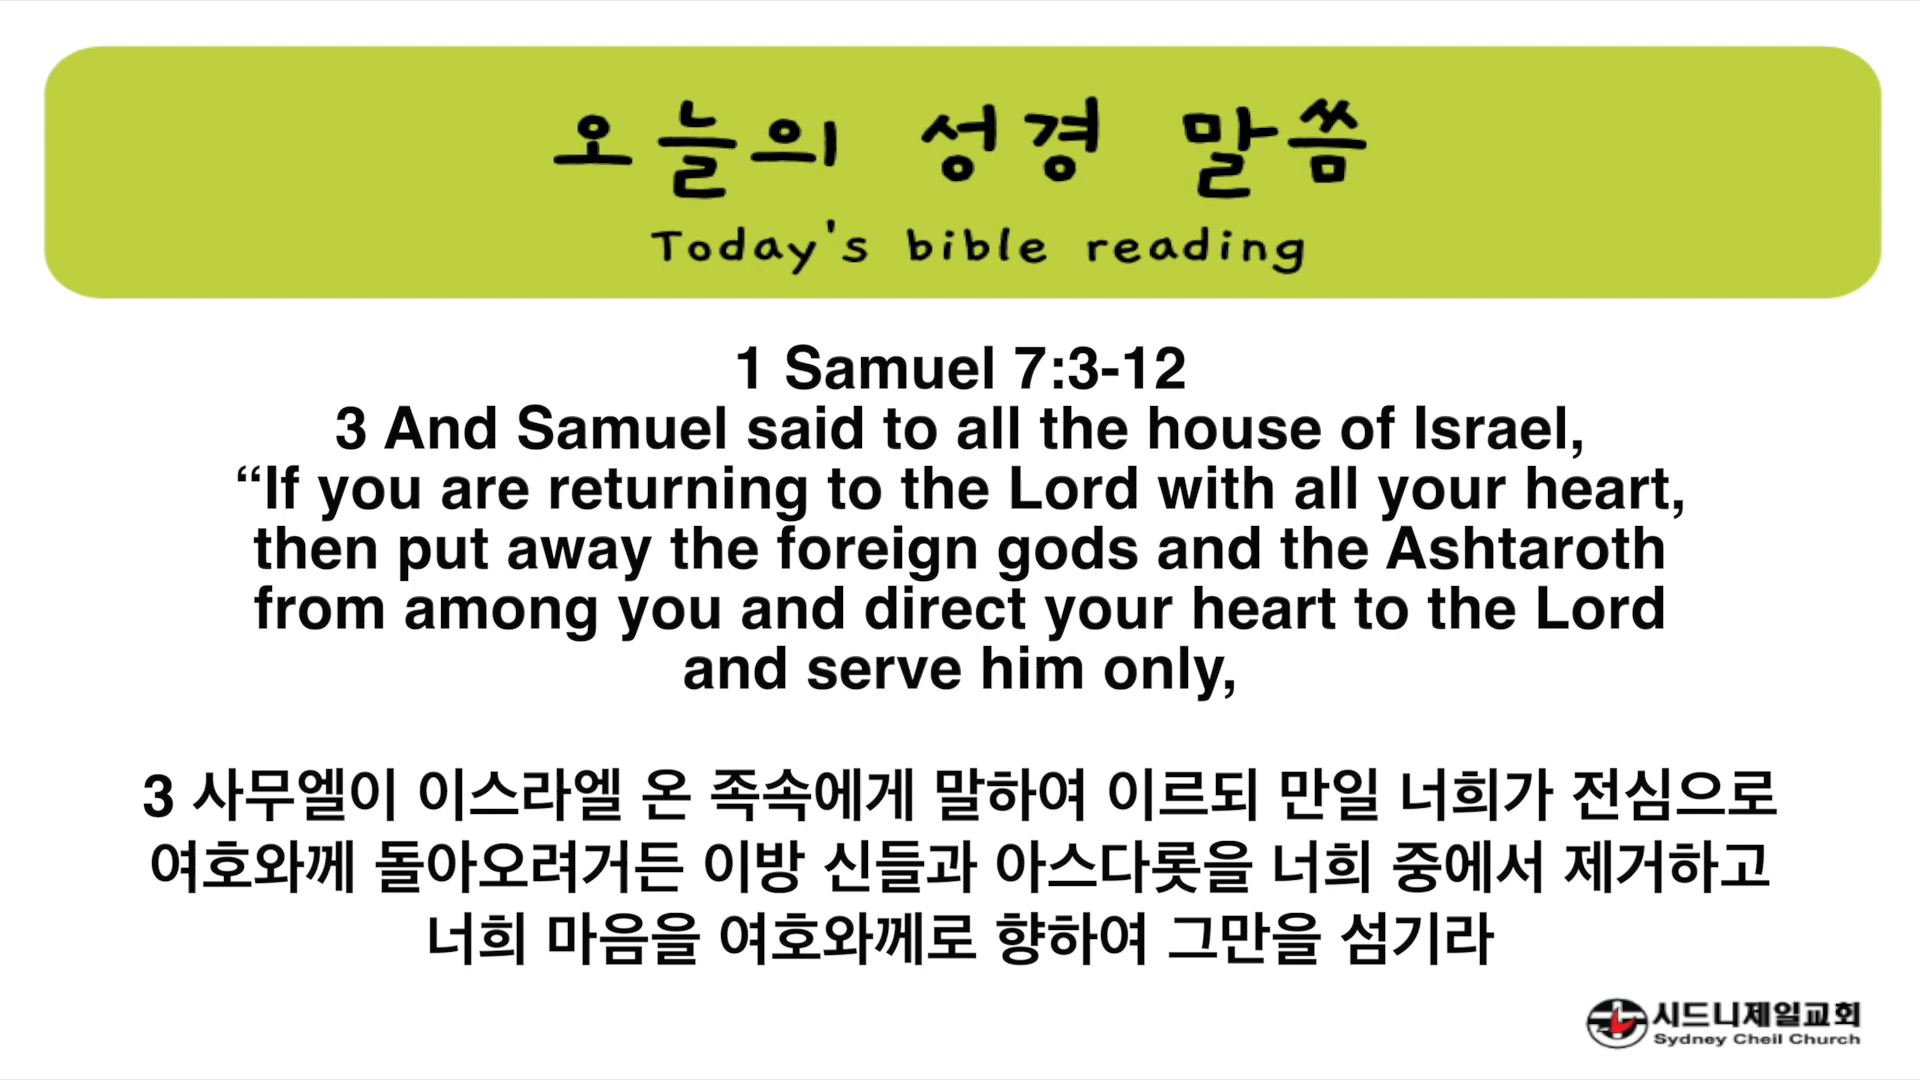 오늘의 성경 말씀
Today's bible reading
1 Samuel 7:3-12
3 And Samuel said to all the house of Israel,
“If you are returning to the Lord with all your heart,
then put away the foreign gods and the Ashtaroth
from among you and direct your heart to the Lord
and serve him only,
3 사무엘이 이스라엘 온 족속에게 말하여 이르되 만일 너희가 전심으로
여호와께 돌아오려거든 이방 신들과 아스다롯을 너희 중에서 제거하고
너희 마음을 여호와께로 향하여 그만을 섬기라
시드니제일교회
Sydney Cheil Church